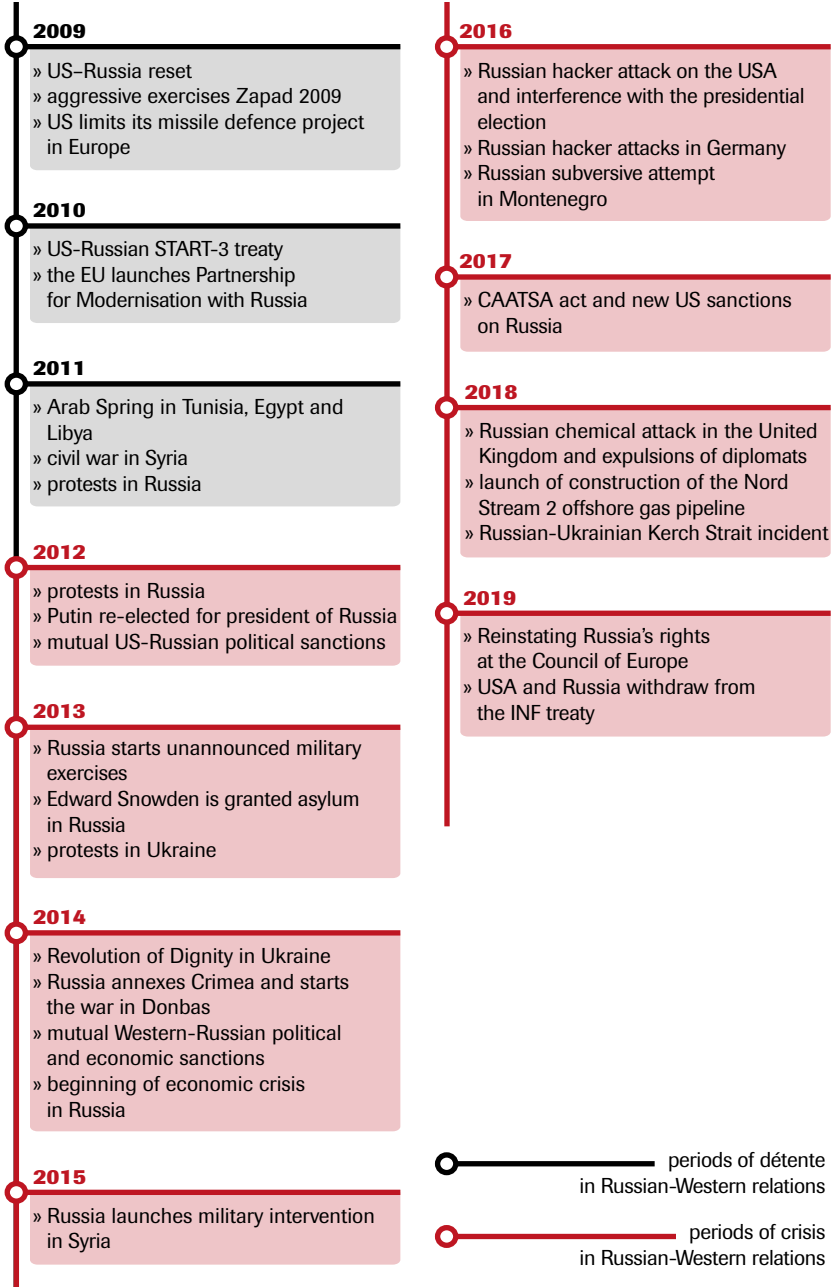 2009
» US–Russia reset
» aggressive exercises Zapad 2009
» US limits its missile defence project
in Europe
2010
» US-Russian START-3 treaty
» the EU launches Partnership
for Modernisation with Russia
2011
» Arab Spring in Tunisia, Egypt and
Libya
» civil war in Syria
» protests in Russia
2012
» protests in Russia
» Putin re-elected for president of Russia
» mutual US-Russian political sanctions
2013
» Russia starts unannounced military
exercises
» Edward Snowden is granted asylum
in Russia
» protests in Ukraine
2014
» Revolution of Dignity in Ukraine
» Russia annexes Crimea and starts
the war in Donbas
» mutual Western-Russian political
and economic sanctions
» beginning of economic crisis
in Russia
2015
» Russia launches military intervention
in Syria
2016
» Russian hacker attack on the USA
and interference with the presidential
election
» Russian hacker attacks in Germany
» Russian subversive attempt
in Montenegro
2017
» CAATSA act and new US sanctions
on Russia
2018
» Russian chemical attack in the United
Kingdom and expulsions of diplomats
» launch of construction of the Nord
Stream 2 offshore gas pipeline
» Russian-Ukrainian Kerch Strait incident
2019
» Reinstating Russia's rights
at the Council of Europe
» USA and Russia withdraw from
the INF treaty
periods of détente
in Russian-Western relations
periods of crisis
in Russian-Western relations